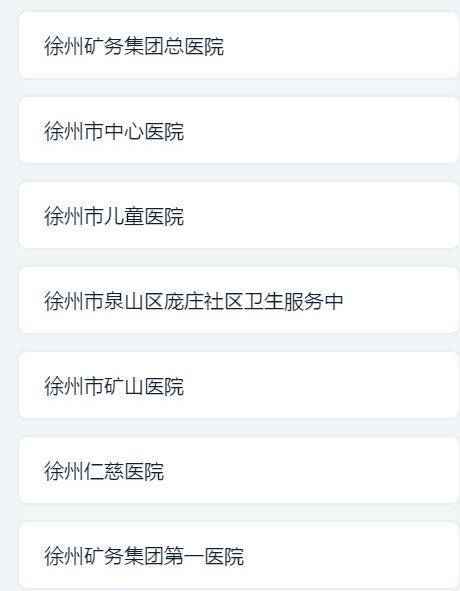 徐州矿务集团总医院
徐州市中心医院
徐州市儿童医院
徐州市泉山区庞庄社区卫生服务中
徐州市矿山医院
徐州仁慈医院
徐州矿务集团第一医院